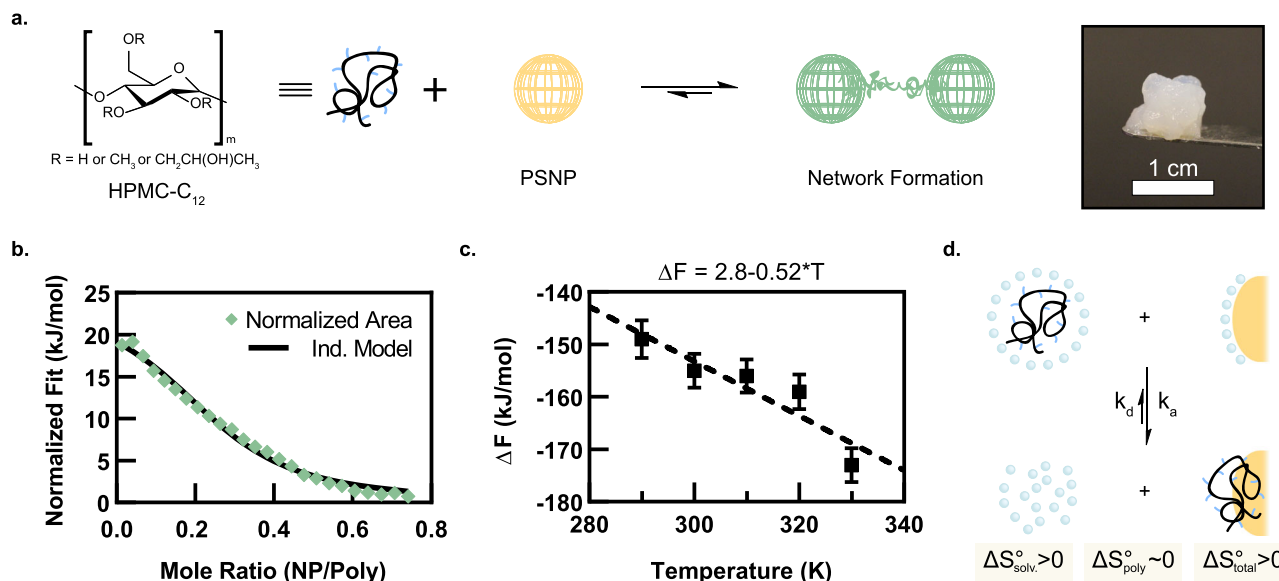 a.
OR
O
O
OR
RO
m
R = H or CH3 or CH2CH(OH)CH3
HPMC-C12
+
PSNP
Network Formation
1 cm
b.
Normalized Fit (kJ/mol)
25
20
15
10
5
0
0.0 0.2 0.4 0.6 0.8
Mole Ratio (NP/Poly)
Normalized Area
Ind. Model
c.
ΔF = 2.8-0.52*T
ΔF (kJ/mol)
-140
-150
-160
-170
-180
280 300 320 340
Temperature (K)
d.
+
kd ka
+
ΔS°solv.>0 ΔS°poly~0 ΔS°total>0